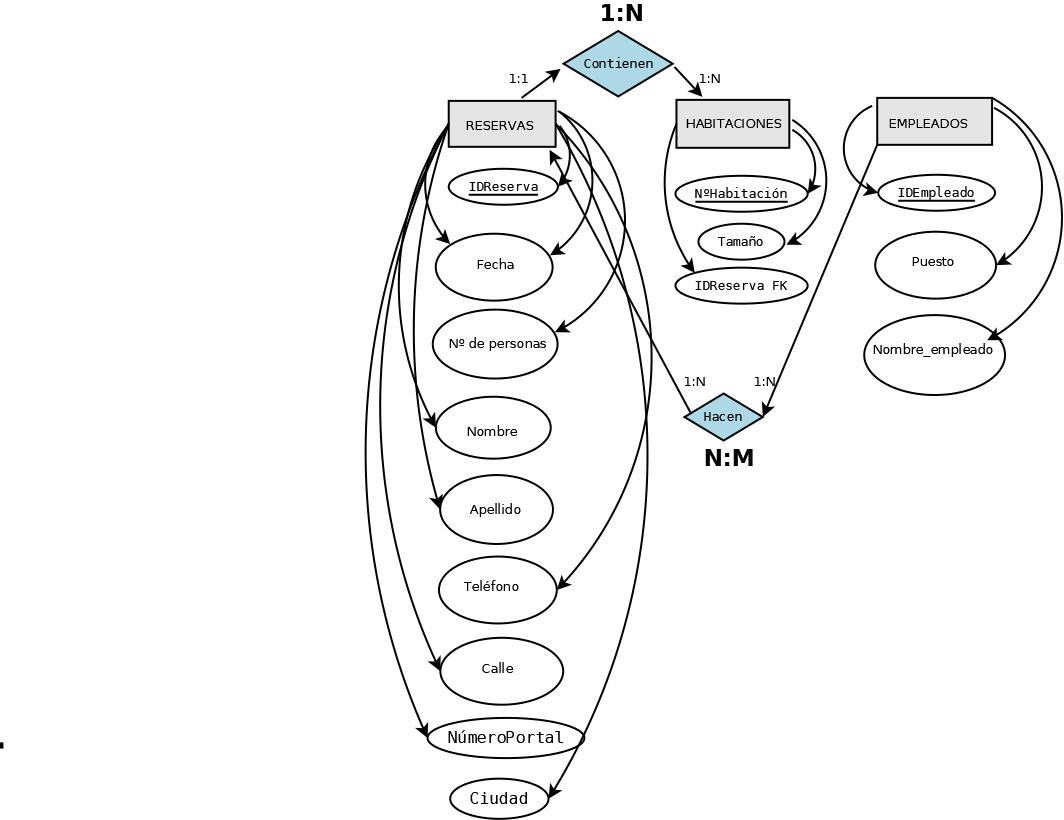 1:N
Contienen
1:1
1:N
RESERVAS
HABITACIONES
EMPLEADOS
IDReserva
NºHabitación
IDEmpleado
Tamaño
Fecha
Puesto
IDReserva FK
Nº de personas
Nombre_empleado
1:N
1:N
Hacen
Nombre
N:M
Apellido
Teléfono
Calle
NúmeroPortal
Ciudad